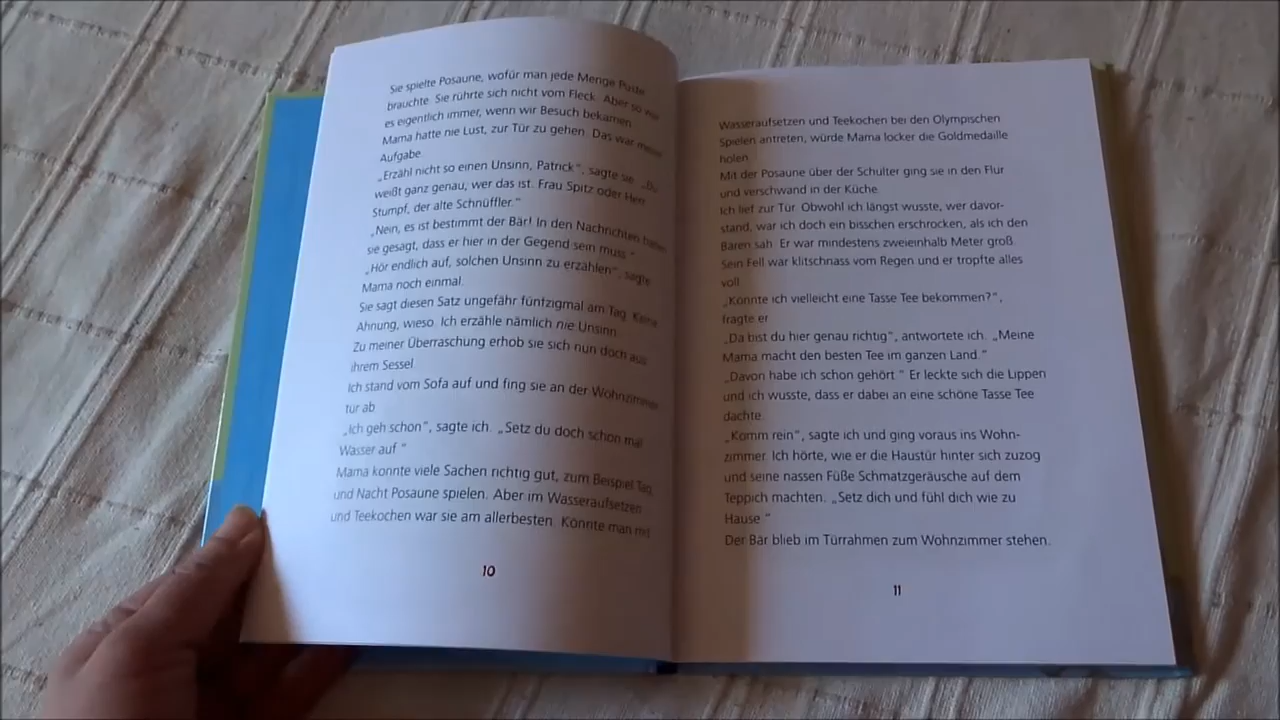 Sie spielte Posaune, wofür man jede Menge Puste
brauchte. Sie rührte sich nicht vom Fleck. Aber so war
es eigentlich immer, wenn wir Besuch bekamen.
Mama hatte nie Lust, zur Tür zu gehen. Das war meine
Aufgabe.
„Erzähl nicht so einen Unsinn, Patrick“, sagte sie. „Du
weißt ganz genau, wer das ist. Frau Spitz oder Herr
Stumpf, der alte Schnüffler.“
„Nein, es ist bestimmt der Bär! In den Nachrichten haben
sie gesagt, dass er hier in der Gegend sein muss.“
„Hör endlich auf, solchen Unsinn zu erzählen“, sagte
Mama noch einmal.
Sie sagt diesen Satz ungefähr fünfzigmal am Tag. Keine
Ahnung, wieso. Ich erzähle nämlich nie Unsinn.
Zu meiner Überraschung erhob sie sich nun doch aus
ihrem Sessel.
Ich stand vom Sofa auf und fing sie an der Wohnzimmer-
tür ab.
„Ich geh schon“, sagte ich. „Setz du doch schon mal
Wasser auf.“
Mama konnte viele Sachen richtig gut, zum Beispiel Tag
und Nacht Posaune spielen. Aber im Wasseraufsetzen
und Teekochen war sie am allerbesten. Könnte man mit
10
Wasseraufsetzen und Teekochen bei den Olympischen
Spielen antreten, würde Mama locker die Goldmedaille
holen.
Mit der Posaune über der Schulter ging sie in den Flur
und verschwand in der Küche.
Ich lief zur Tür. Obwohl ich längst wusste, wer davor-
stand, war ich doch ein bisschen erschrocken, als ich den
Bären sah. Er war mindestens zweieinhalb Meter groß.
Sein Fell war klitschnass vom Regen und er tropfte alles
voll.
„Könnte ich vielleicht eine Tasse Tee bekommen?“,
fragte er.
„Da bist du hier genau richtig“, antwortete ich. „Meine
Mama macht den besten Tee im ganzen Land.“
„Davon habe ich schon gehört.“ Er leckte sich die Lippen
und ich wusste, dass er dabei an eine schöne Tasse Tee
dachte.
„Komm rein“, sagte ich und ging voraus ins Wohn-
zimmer. Ich hörte, wie er die Haustür hinter sich zuzog
und seine nassen Füße Schmatzgeräusche auf dem
Teppich machten. „Setz dich und fühl dich wie zu
Hause.“
Der Bär blieb im Türrahmen zum Wohnzimmer stehen.
11